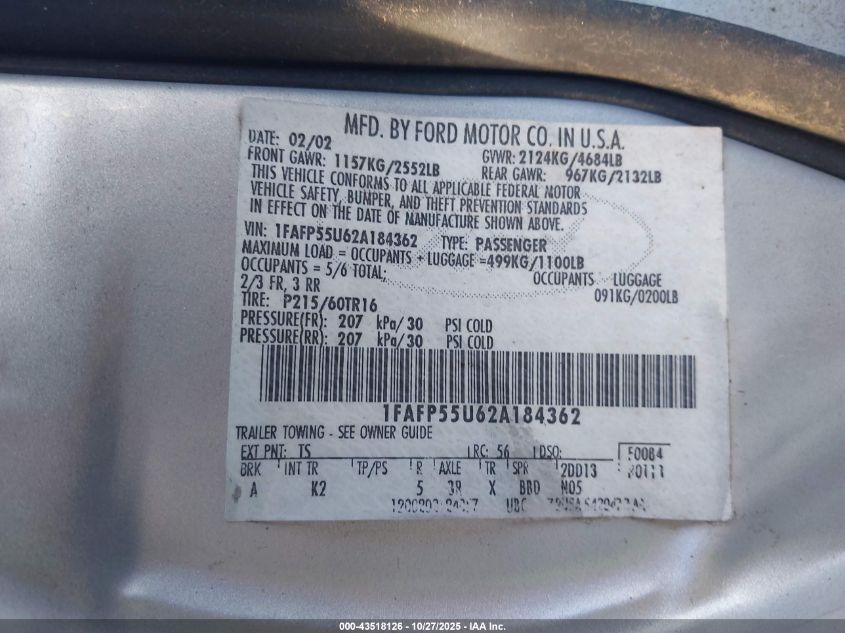 MFD. BY FORD MOTOR CO. IN U.S.A.
DATE: 02/02 GVWR: 2124KG/4684LB
FRONT GAWR: 1157KG/2552LB REAR GAWR: 967KG/2132LB
THIS VEHICLE CONFORMS TO ALL APPLICABLE FEDERAL MOTOR
VEHICLE SAFETY, BUMPER, AND THEFT PREVENTION STANDARDS
IN EFFECT ON THE DATE OF MANUFACTURE SHOWN ABOVE.
VIN: 1FAFP55U62A184362 TYPE: PASSENGER
MAXIMUM LOAD = OCCUPANTS + LUGGAGE =499KG/1100LB
OCCUPANTS = 5/6 TOTAL; OCCUPANTS LUGGAGE
2/3 FR, 3 RR 091KG/0200LB
TIRE: P215/60TR16
PRESSURE(FR): 207 kPa/30 PSI COLD
PRESSURE(RR): 207 kPa/30 PSI COLD
1FAFP55U62A184362
TRAILER TOWING - SEE OWNER GUIDE
EXT PNT: TS RC: 56 DSO: F0084
BRK INT TR TP/PS R AXLE TR SPR 2DD13
A K2 5 3R X BBD N05
UBC
000-43518126 - 10/27/2025 - IAA Inc.